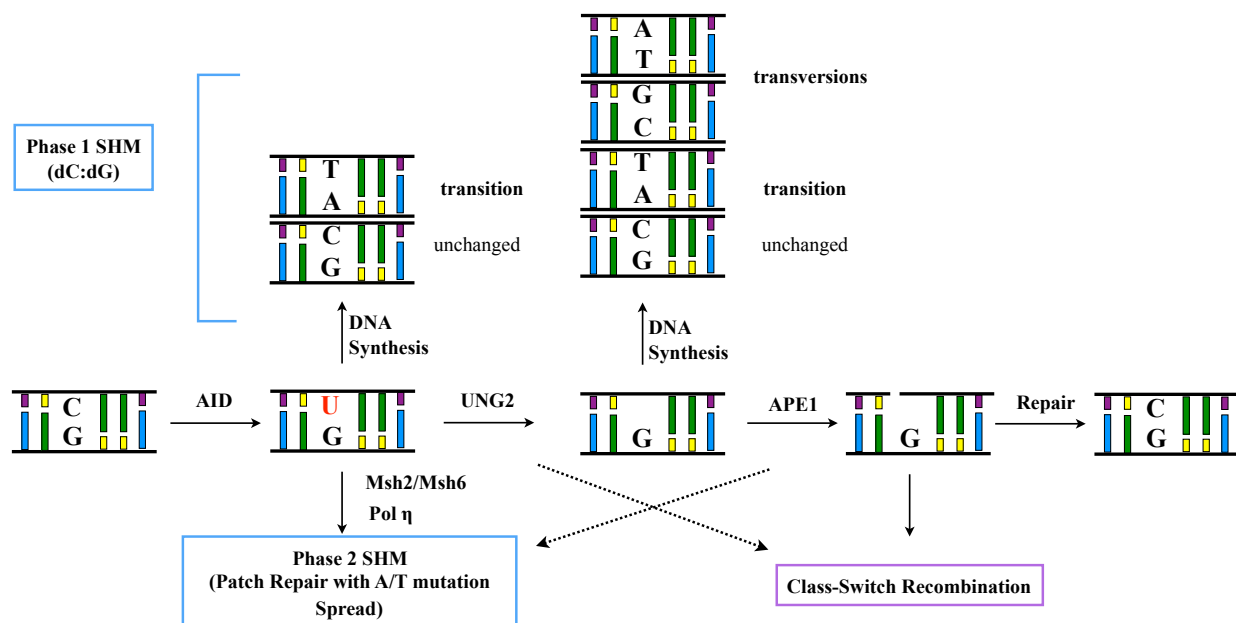 A
T
transversions
G
C
Phase 1 SHM
(dC:dG)
T
A
transition
C
G
unchanged
T
A
transition
C
G
unchanged
DNA
Synthesis
DNA
Synthesis
C
G
AID
U
G
UNG2
G
APE1
G
Repair
C
G
Msh2/Msh6
Pol η
Phase 2 SHM
(Patch Repair with A/T mutation
Spread)
Class-Switch Recombination